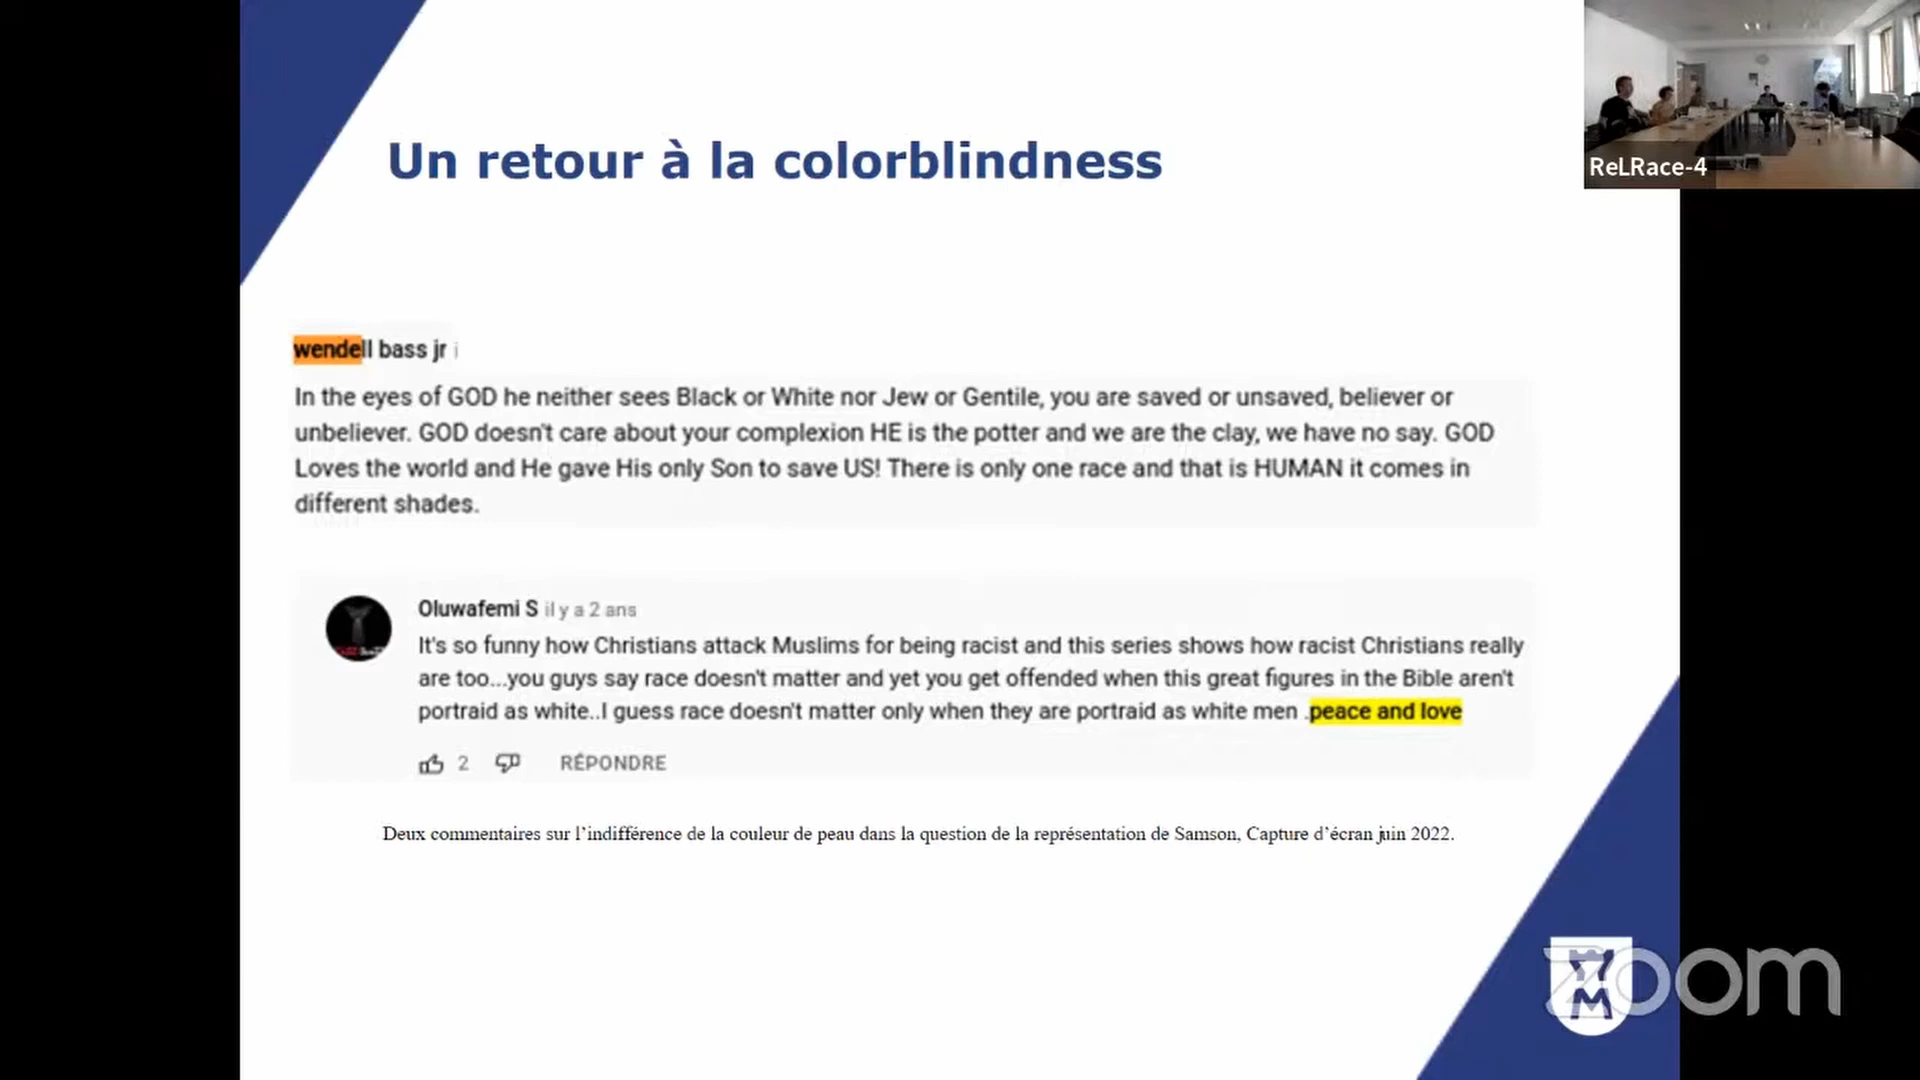 Un retour à la colorblindness
ReLRace-4
wendell bass jr
In the eyes of GOD he neither sees Black or White nor Jew or Gentile, you are saved or unsaved, believer or
unbeliever. GOD doesn't care about your complexion HE is the potter and we are the clay, we have no say. GOD
Loves the world and He gave His only Son to save US! There is only one race and that is HUMAN it comes in
different shades.
Oluwafemi S il y a 2 ans
It's so funny how Christians attack Muslims for being racist and this series shows how racist Christians really
are too...you guys say race doesn't matter and yet you get offended when this great figures in the Bible aren't
portraid as white..I guess race doesn't matter only when they are portraid as white men .peace and love
2 RÉPONDRE
Deux commentaires sur l'indifférence de la couleur de peau dans la question de la représentation de Samson, Capture d'écran juin 2022.
zoom